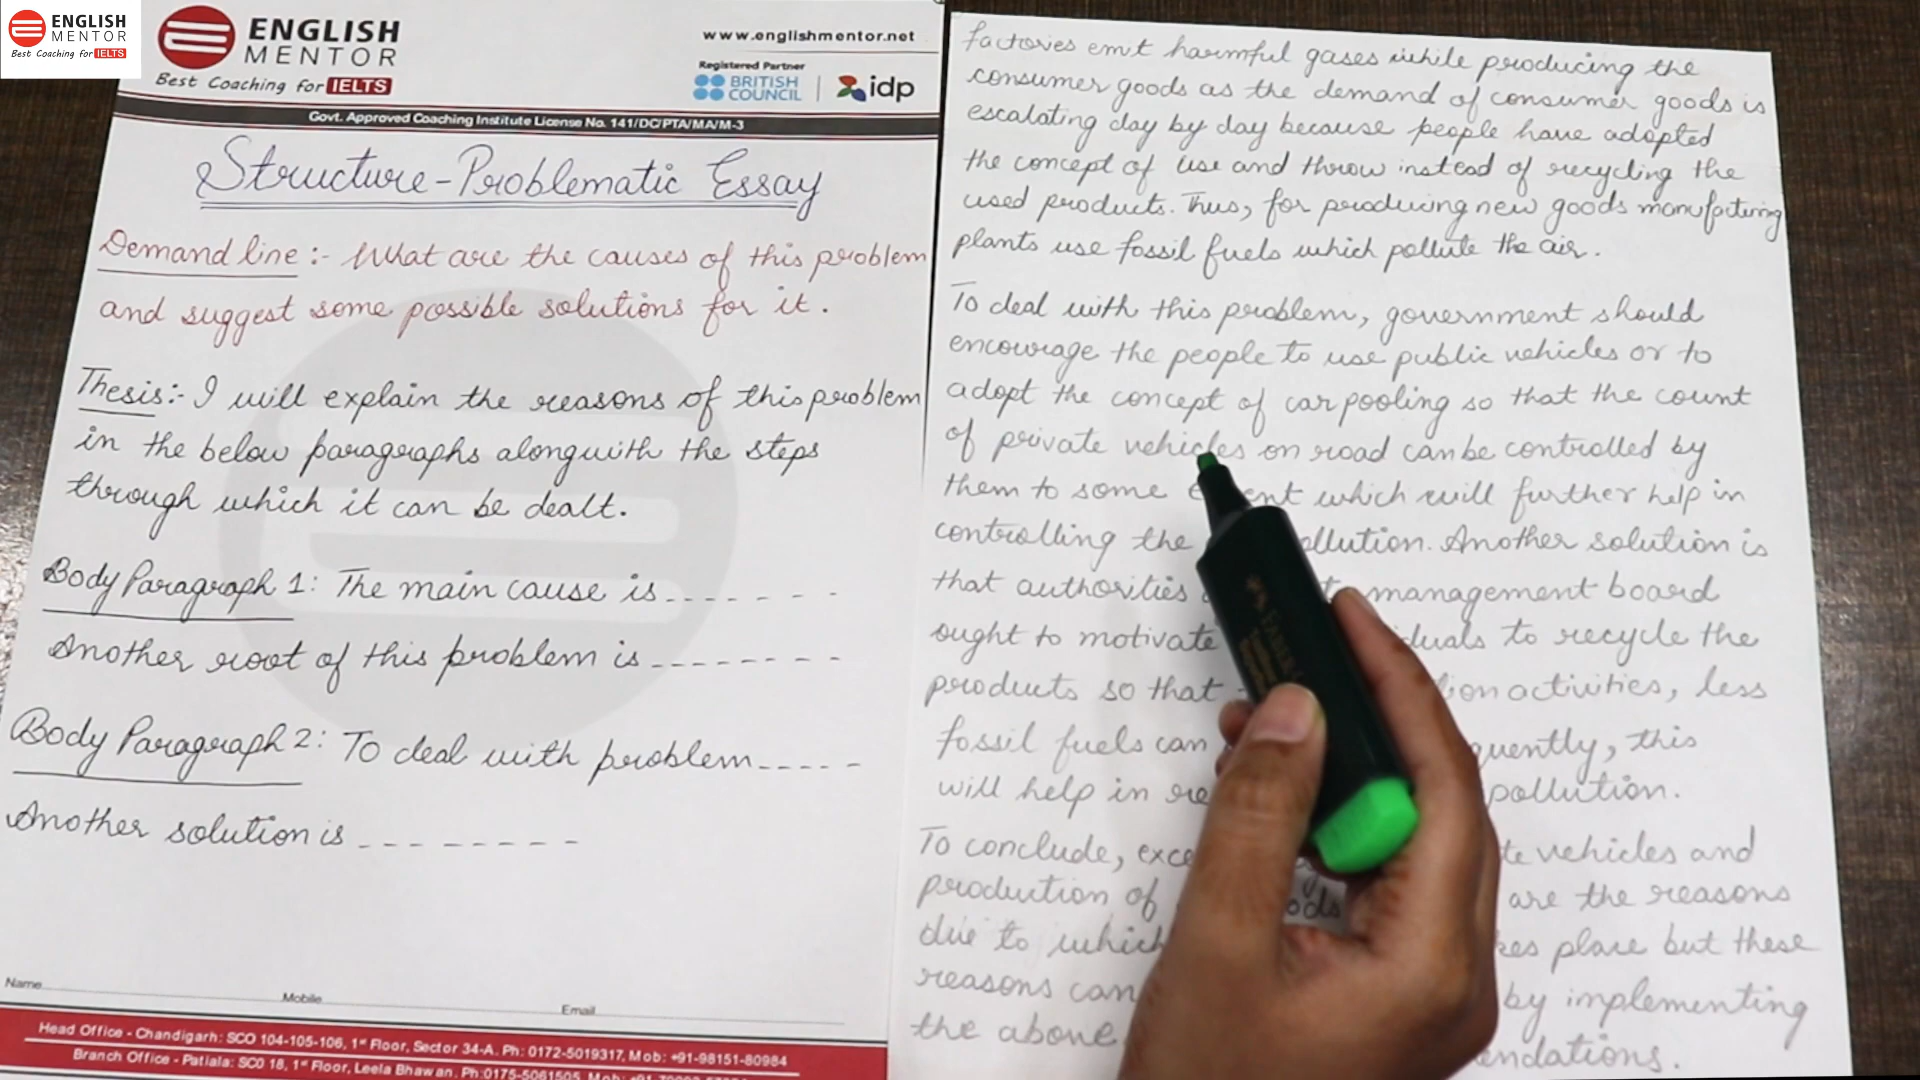 ENGLISH
MENTOR
Best Coaching for IELTS
ENGLISH
MENTOR
Best Coaching for IELTS
www.englishmentor.net
Registered Partner
BRITISH
COUNCIL
idp
Govt. Approved Coaching Institute License No. 141/DC/PTA/MA/M-3
Structure-Problematic Essay
Demand line :- What are the causes of this problem
and suggest some possible solutions for it.
Thesis:- I will explain the reasons of this problem
in the below paragraphs alongwith the steps
through which it can be dealt.
Body Paragraph 1: The main cause is - - - - - - -
Another root of this problem is - - - - - - - -
Body Paragraph 2: To deal with problem - - - - -
Another solution is - - - - - - - -
Name
Mobile
Email
Head Office - Chandigarh: SCO 104-105-106, 1st Floor, Sector 34-A. Ph: 0172-5019317, Mob: +91-98151-80984
Branch Office - Patiala: SCO 18, 1st Floor, Leela Bhawan. Ph:0175-5061505,
factories emit harmful gases while producing the
consumer goods as the demand of consumer goods is
escalating day by day because people have adopted
the concept of use and throw instead of recycling the
used products. Thus, for producing new goods manufacturing
plants use fossil fuels which pollute the air.
To deal with this problem, government should
encourage the people to use public vehicles or to
adopt the concept of car pooling so that the count
of private vehicles on road can be controlled by
them to some which will further help in
controlling the Another solution is
that authorities management board
ought to motivate to recycle the
products so that activities, less
fossil fuels can this
will help in pollution.
To conclude, vehicles and
production of are the reasons
due to which place but these
reasons can by implementing
the above